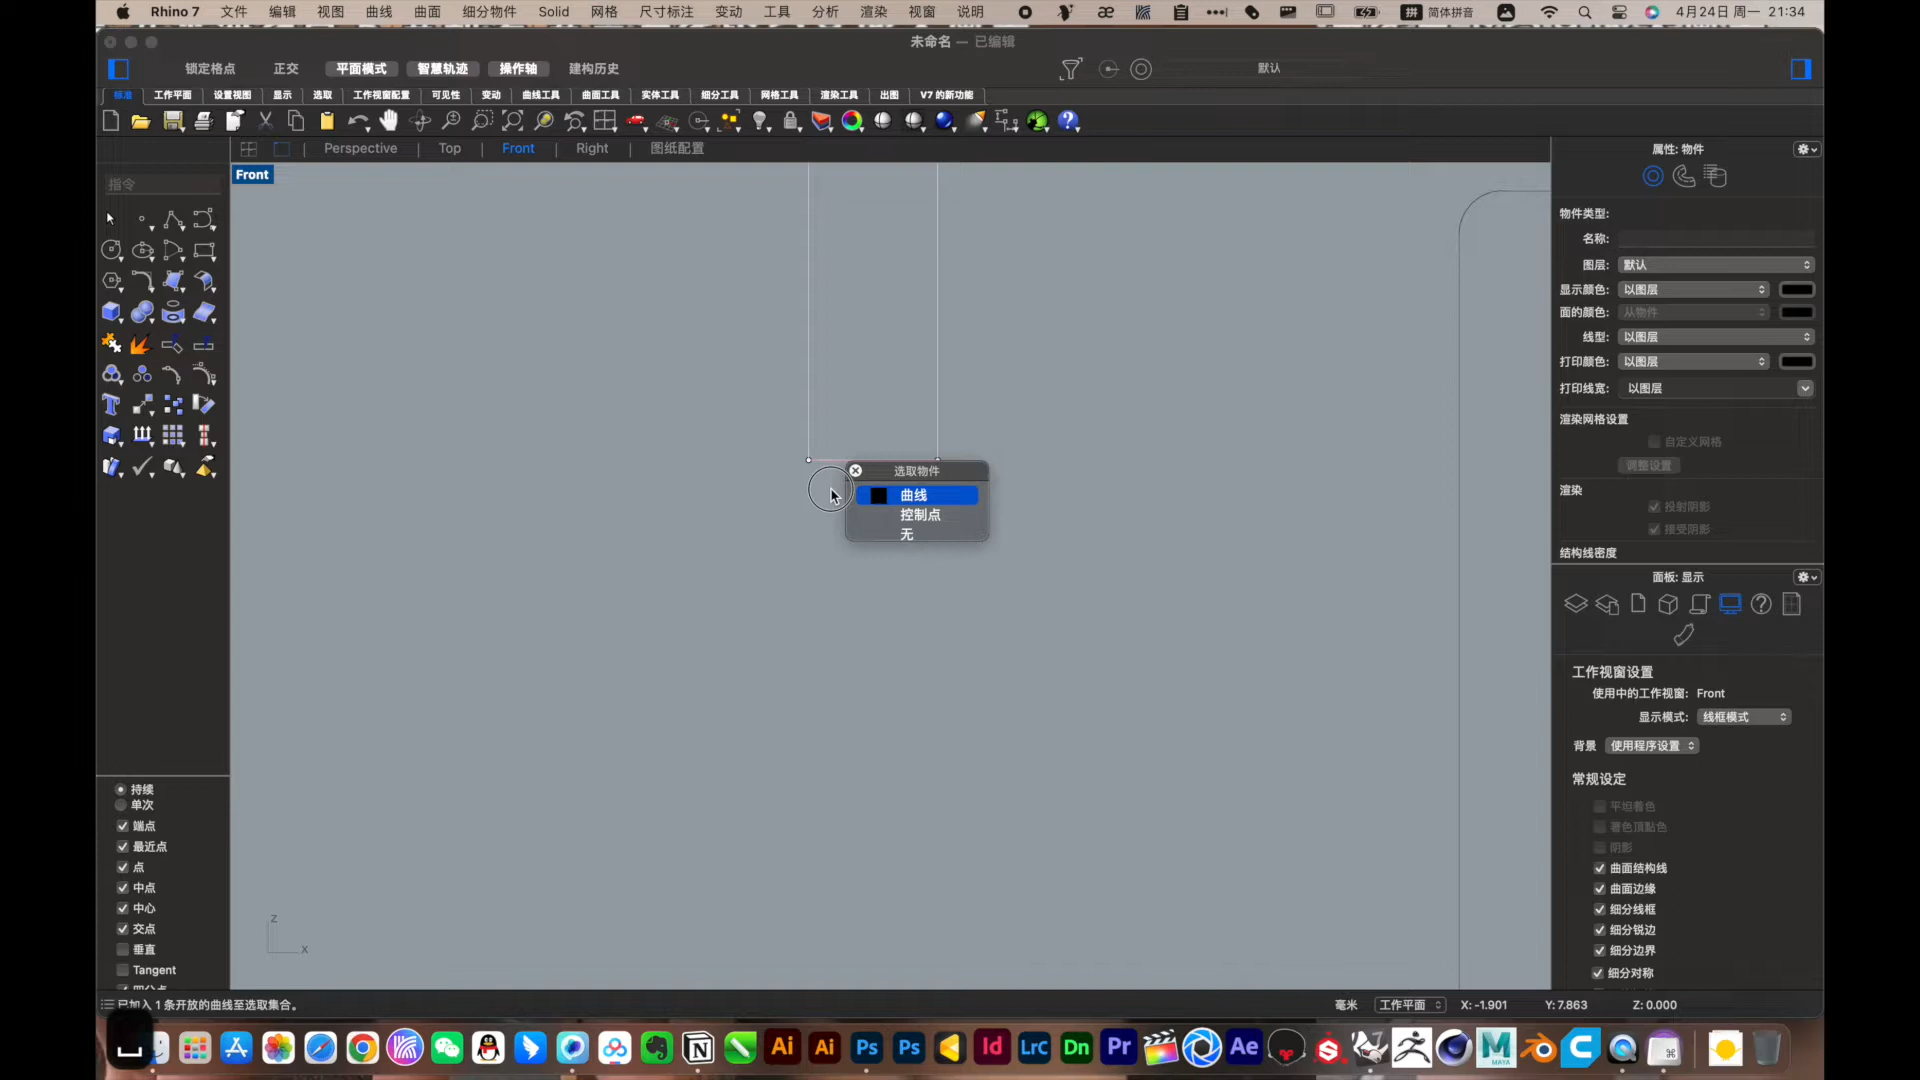 Rhino 7 文件 编辑 视图 曲线 曲面 细分物件 Solid 网格 尺寸标注 变动 工具 分析 渲染 视窗 说明 拼 简体拼音 4月24日 周一 21:34
未命名 — 已编辑
锁定格点 正交 平面模式 智慧轨迹 操作轴 建构历史 默认
标准 工作平面 设置视图 显示 选取 工作视窗配置 可见性 变动 曲线工具 曲面工具 实体工具 细分工具 网格工具 渲染工具 出图 V7 的新功能
Perspective Top Front Right 图纸配置
Front
指令
选取物件
曲线
控制点
无
z
x
持续
单次
端点
最近点
点
中点
中心
交点
垂直
Tangent
四分点
属性: 物件
物件类型:
名称:
图层: 默认
显示颜色: 以图层
面的颜色: 从物件
线型: 以图层
打印颜色: 以图层
打印线宽: 以图层
渲染网格设置
自定义网格
调整设置
渲染
投射阴影
接受阴影
结构线密度
面板: 显示
工作视窗设置
使用中的工作视窗: Front
显示模式: 线框模式
背景 使用程序设置
常规设定
平坦着色
著色頂點色
阴影
曲面结构线
曲面边缘
细分线框
细分锐边
细分边界
细分对称
已加入 1 条开放的曲线至选取集合。 毫米 工作平面 X: -1.901 Y: 7.863 Z: 0.000
Ai Ai Ps Ps Id LrC Dn Pr Ae MAYA